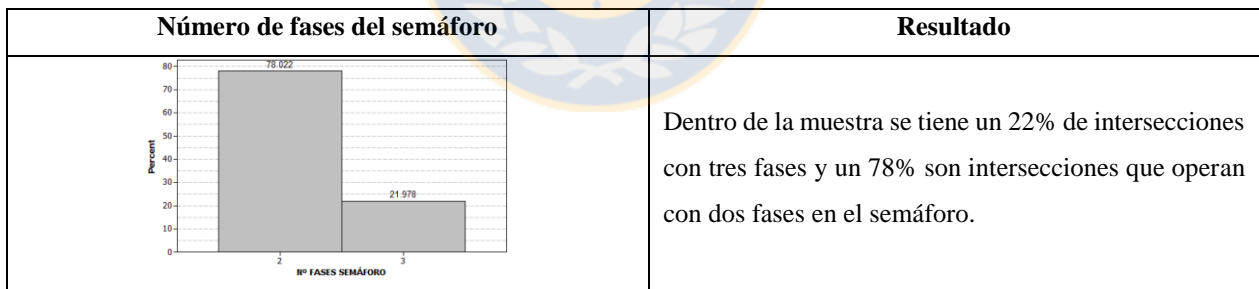 Número de fases del semáforo
Resultado
80
78.022
70
60
50
40
30
21.978
20
10
0
2
3
Percent
Nº FASES SEMÁFORO
Dentro de la muestra se tiene un 22% de intersecciones
con tres fases y un 78% son intersecciones que operan
con dos fases en el semáforo.